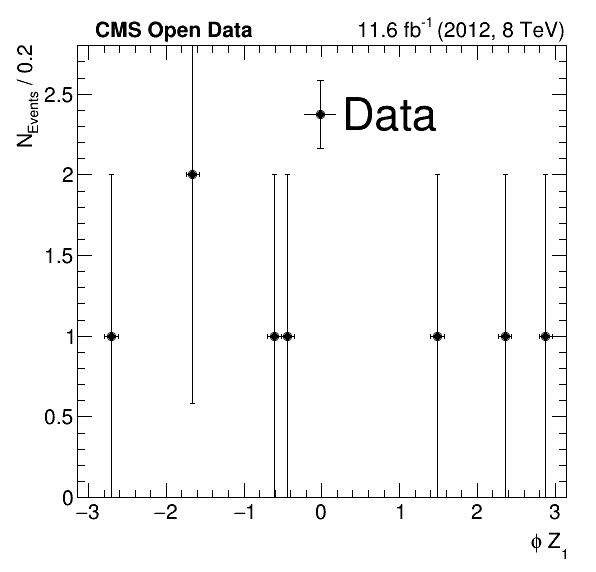 CMS Open Data 11.6 fb⁻¹ (2012, 8 TeV)
N_Events / 0.2
Data
2.5
2
1.5
1
0.5
0
−3 −2 −1 0 1 2 3
ϕ Z₁